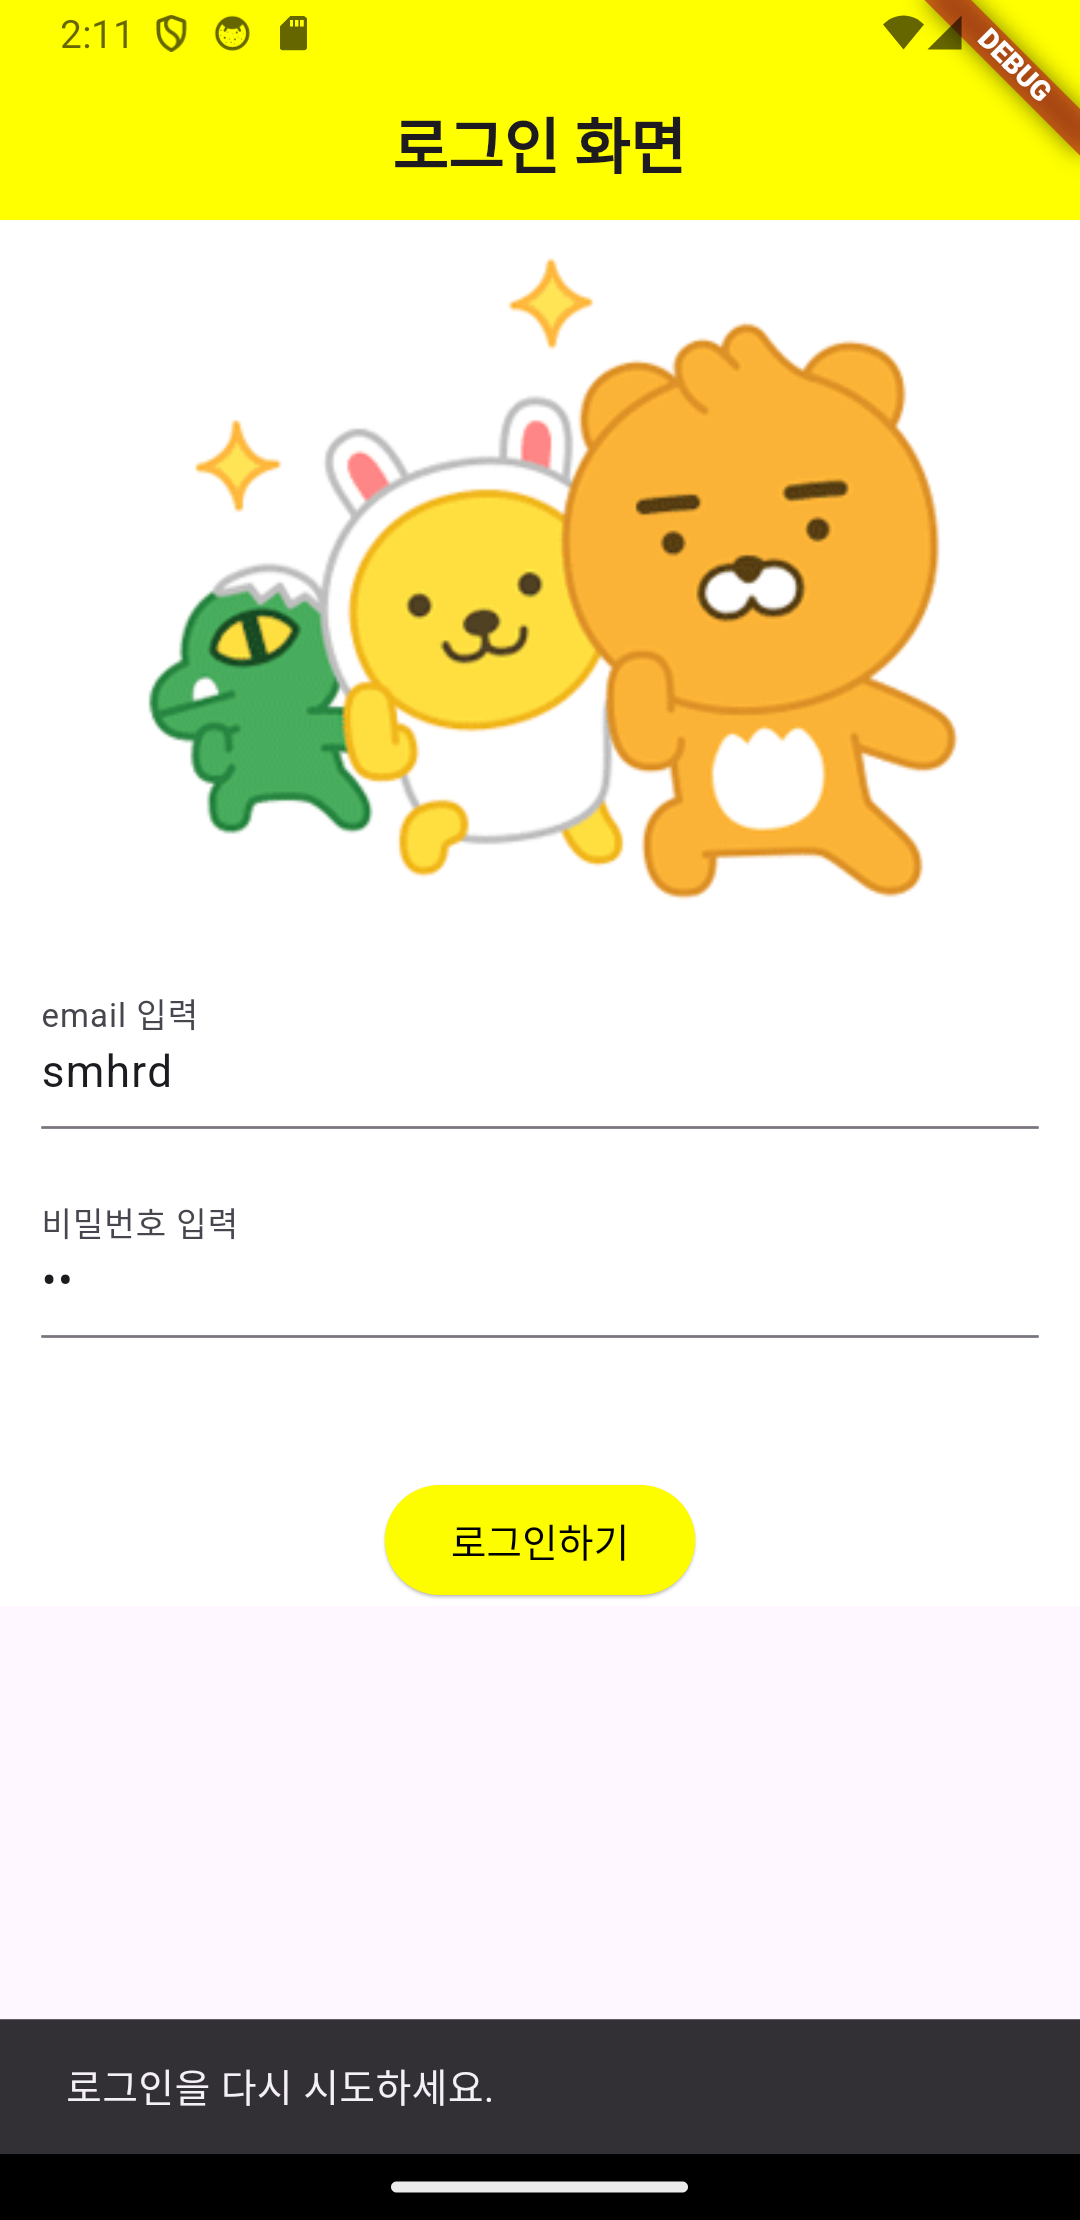 2:11
DEBUG
로그인 화면
email 입력
smhrd
비밀번호 입력
••
로그인하기
로그인을 다시 시도하세요.